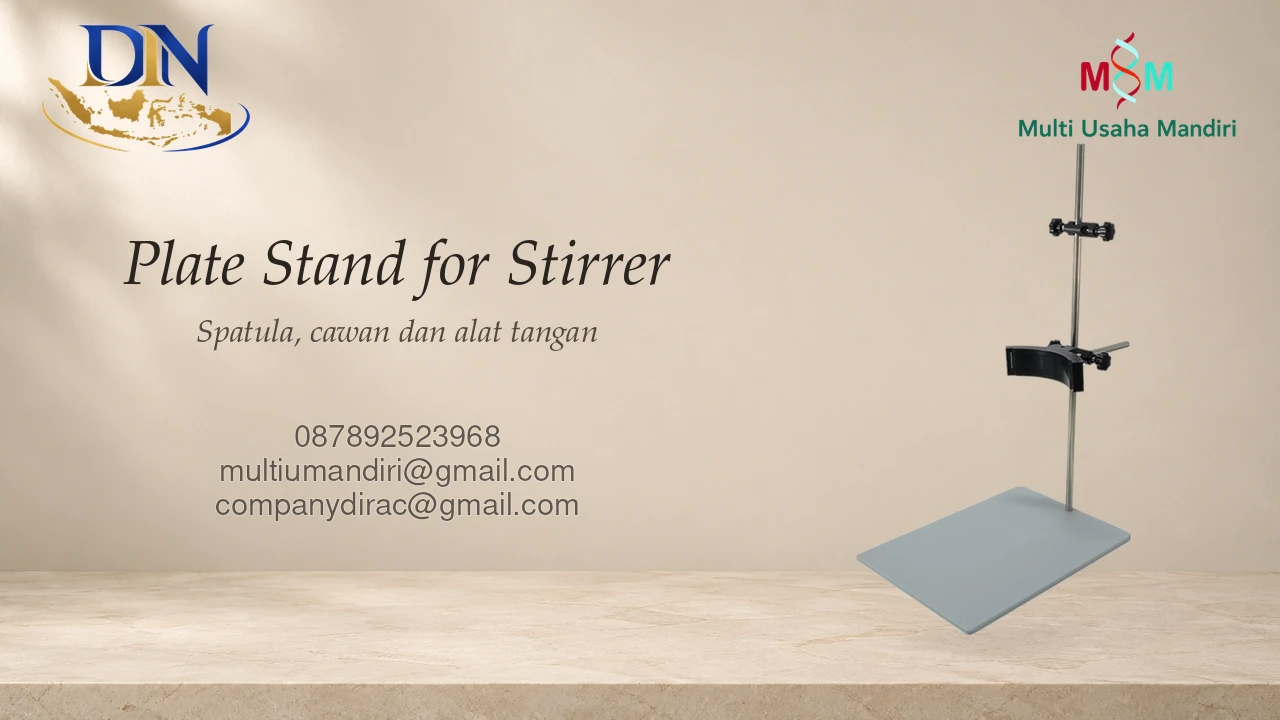 DN
M M
Multi Usaha Mandiri
Plate Stand for Stirrer
Spatula, cawan dan alat tangan
087892523968
multiumandiri@gmail.com
companydirac@gmail.com